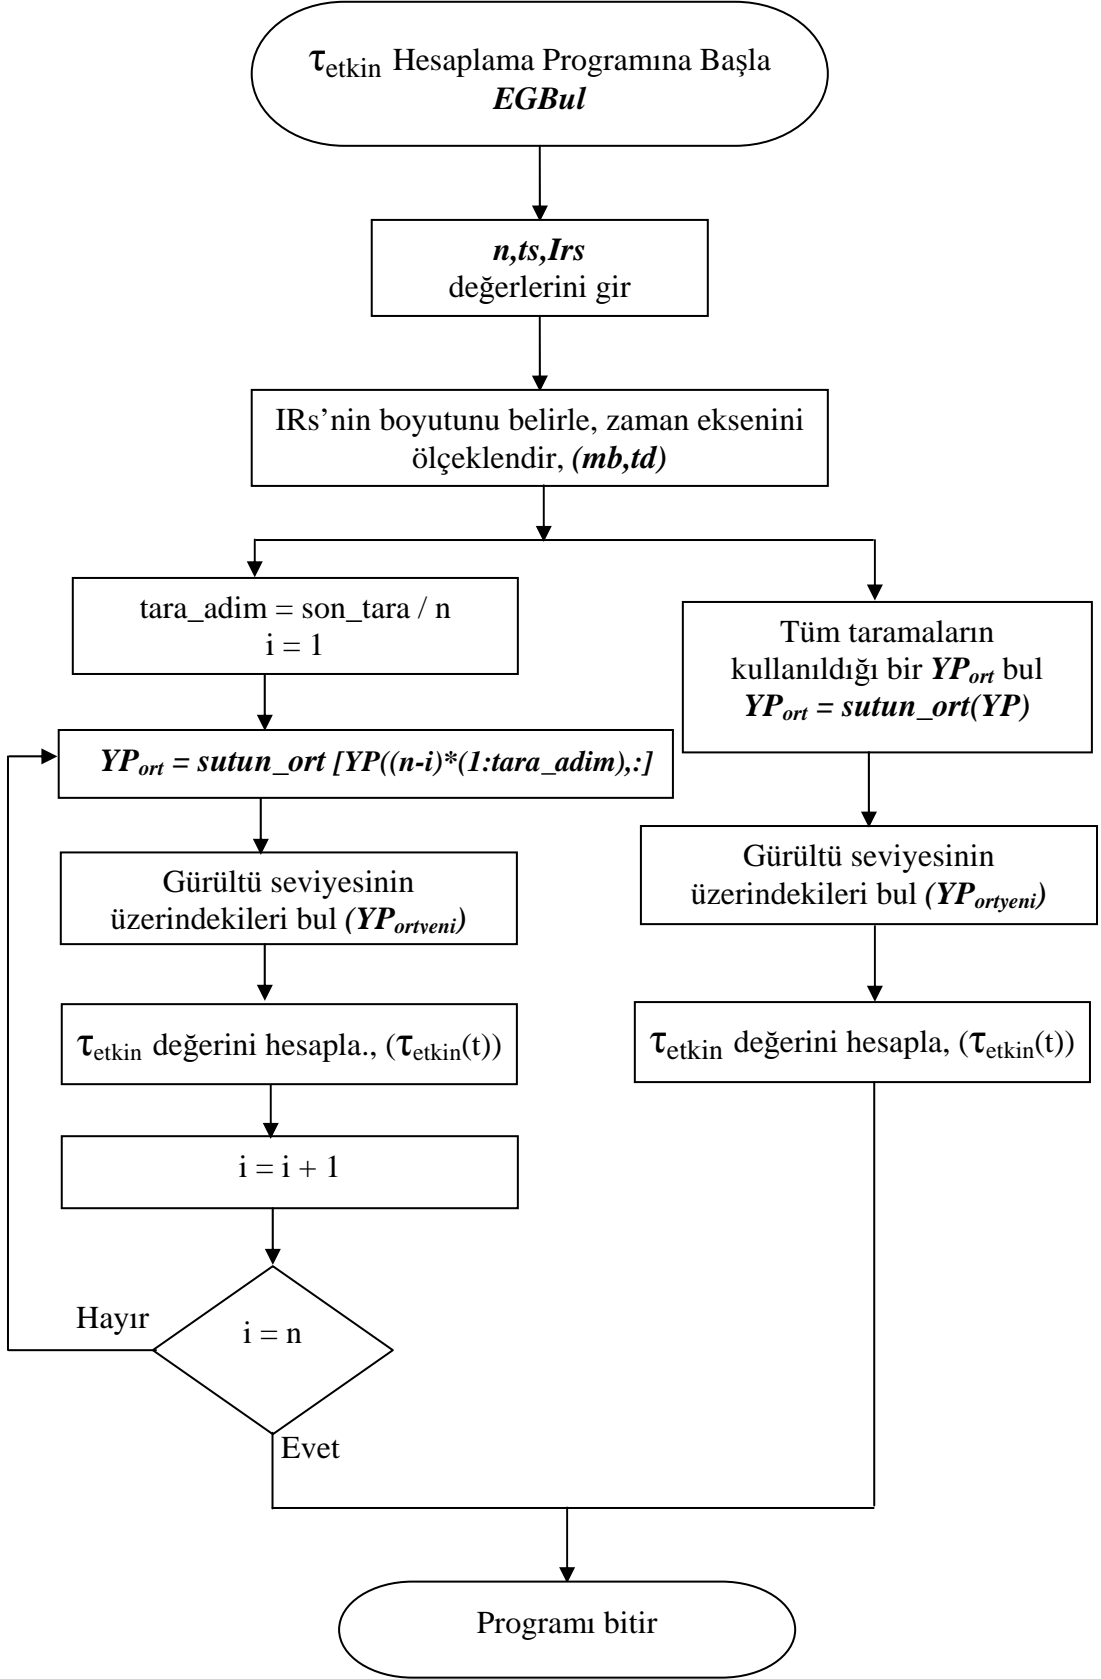 τetkin Hesaplama Programına Başla
EGBul
n,ts,Irs
değerlerini gir
IRs’nin boyutunu belirle, zaman eksenini
ölçeklendir, (mb,td)
tara_adim = son_tara / n
i = 1
YPort = sutun_ort [YP((n-i)*(1:tara_adim),:]
Gürültü seviyesinin
üzerindekileri bul (YPortyeni)
τetkin değerini hesapla., (τetkin(t))
i = i + 1
i = n
Hayır
Evet
Tüm taramaların
kullanıldığı bir YPort bul
YPort = sutun_ort(YP)
Gürültü seviyesinin
üzerindekileri bul (YPortyeni)
τetkin değerini hesapla, (τetkin(t))
Programı bitir